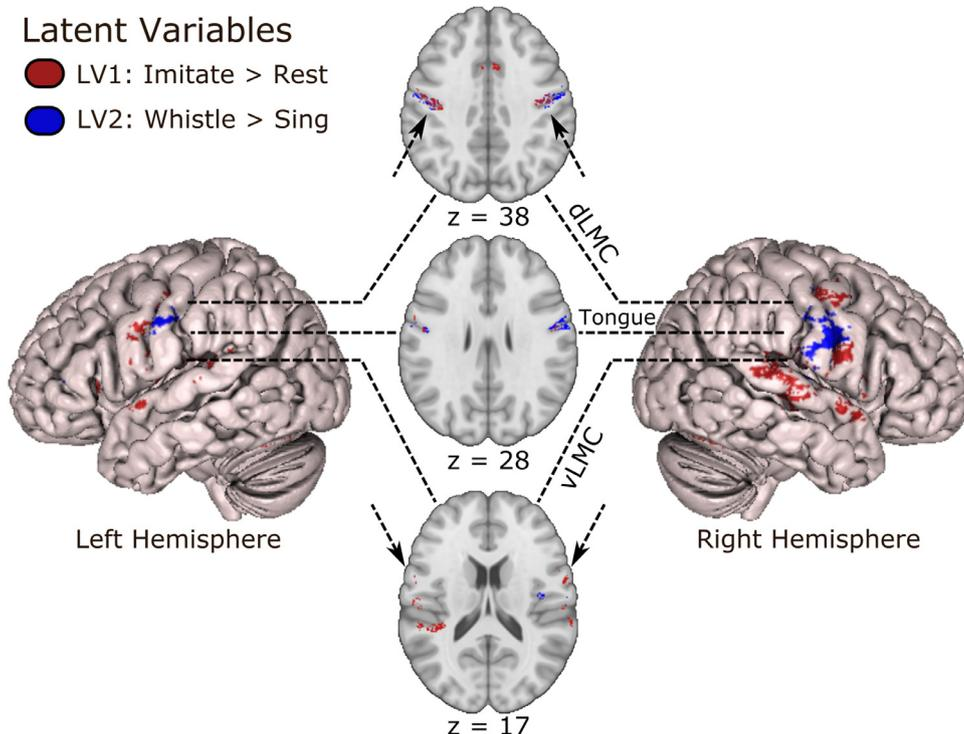 Latent Variables
LV1: Imitate > Rest
LV2: Whistle > Sing
z = 38
dLMC
Tongue
z = 28
vLMC
Left Hemisphere
Right Hemisphere
z = 17